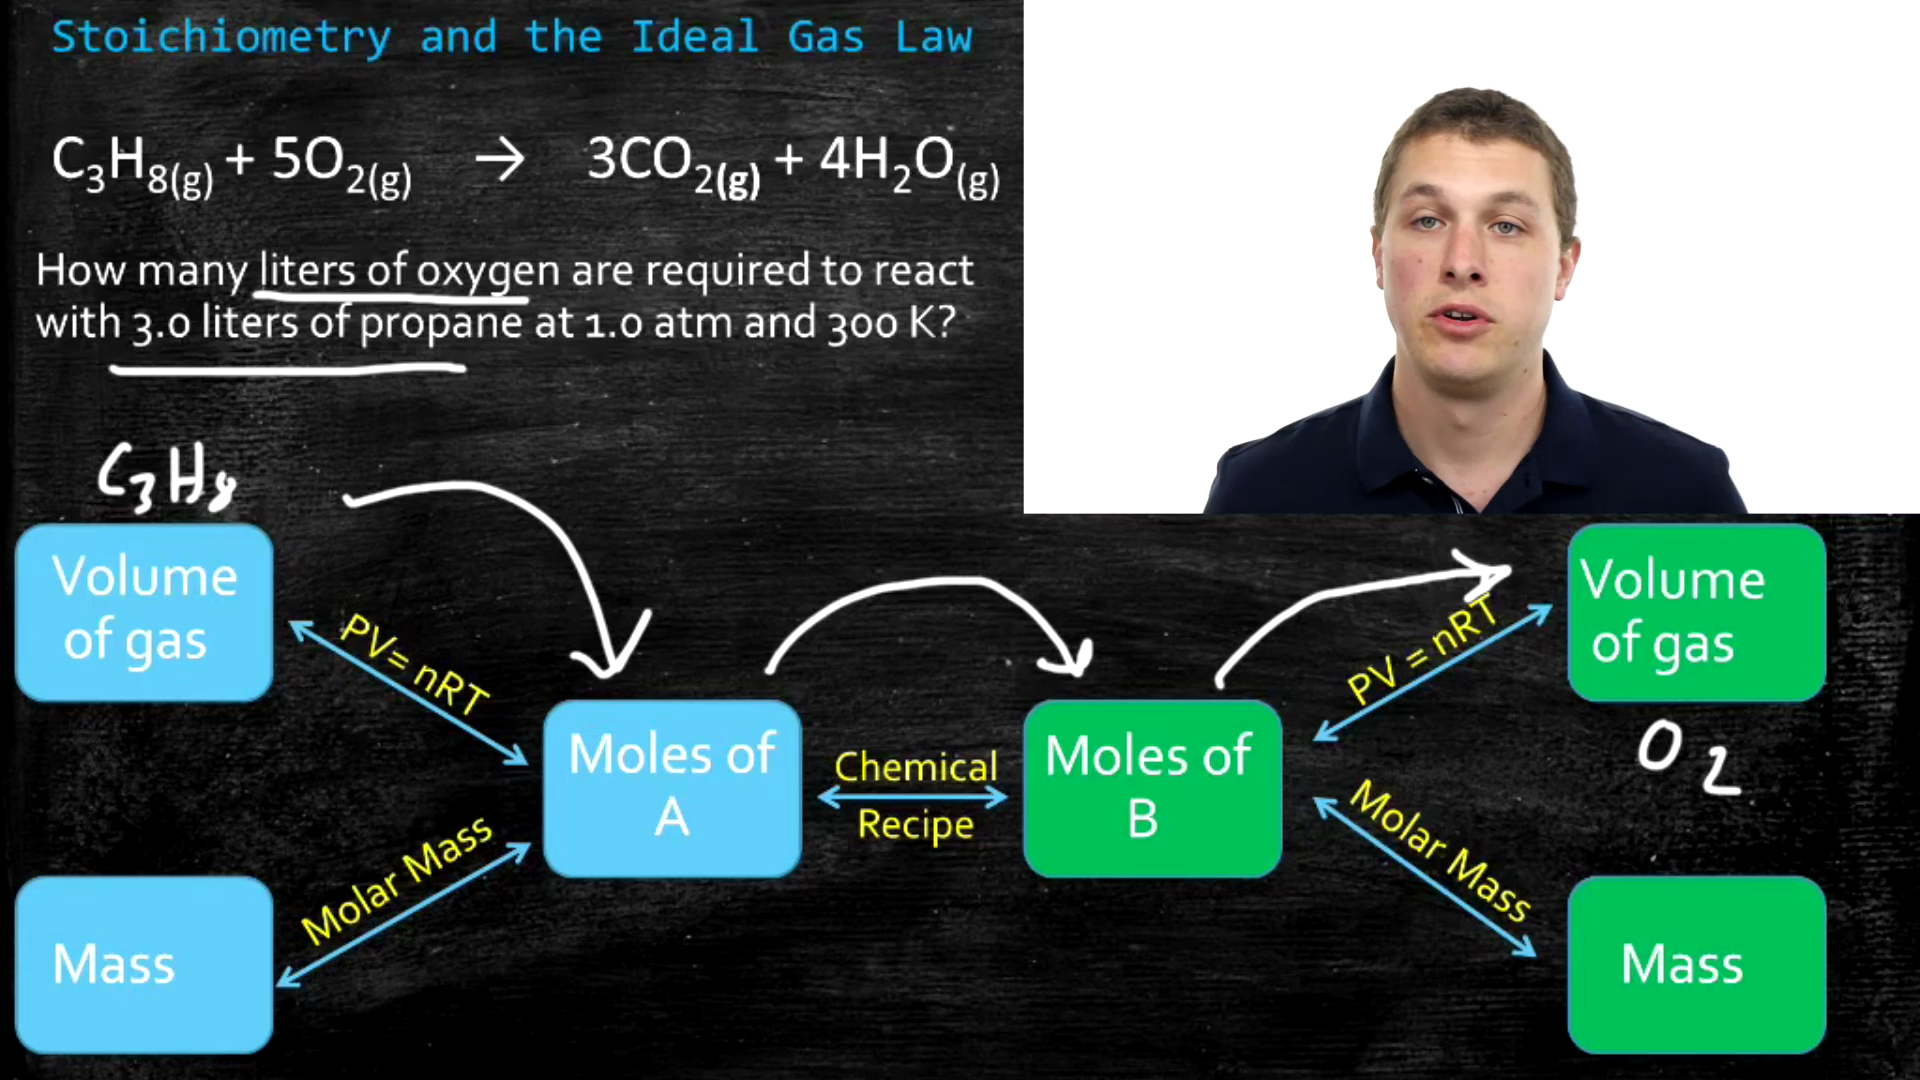 Stoichiometry and the Ideal Gas Law
C₃H₈(g) + 5O₂(g) → 3CO₂(g) + 4H₂O(g)
How many liters of oxygen are required to react
with 3.0 liters of propane at 1.0 atm and 300 K?
C₃H₈
Volume
of gas
PV= nRT
Moles of
A
Chemical
Recipe
Moles of
B
PV = nRT
Volume
of gas
O₂
Molar Mass
Mass
Molar Mass
Mass